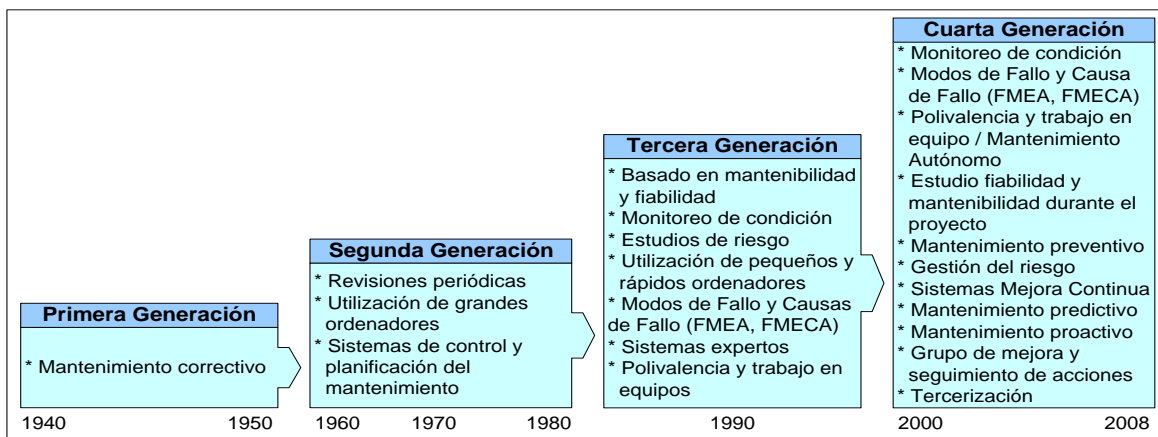 Primera Generación
* Mantenimiento correctivo
Segunda Generación
* Revisiones periódicas
* Utilización de grandes
ordenadores
* Sistemas de control y
planificación del
mantenimiento
Tercera Generación
* Basado en mantenibilidad
y fiabilidad
* Monitoreo de condición
* Estudios de riesgo
* Utilización de pequeños y
rápidos ordenadores
* Modos de Fallo y Causas
de Fallo (FMEA, FMECA)
* Sistemas expertos
* Polivalencia y trabajo en
equipos
Cuarta Generación
* Monitoreo de condición
* Modos de Fallo y Causa
de Fallo (FMEA, FMECA)
* Polivalencia y trabajo en
equipo / Mantenimiento
Autónomo
* Estudio fiabilidad y
mantenibilidad durante el
proyecto
* Mantenimiento preventivo
* Gestión del riesgo
* Sistemas Mejora Continua
* Mantenimiento predictivo
* Mantenimiento proactivo
* Grupo de mejora y
seguimiento de acciones
* Tercerización
1940 1950 1960 1970 1980 1990 2000 2008